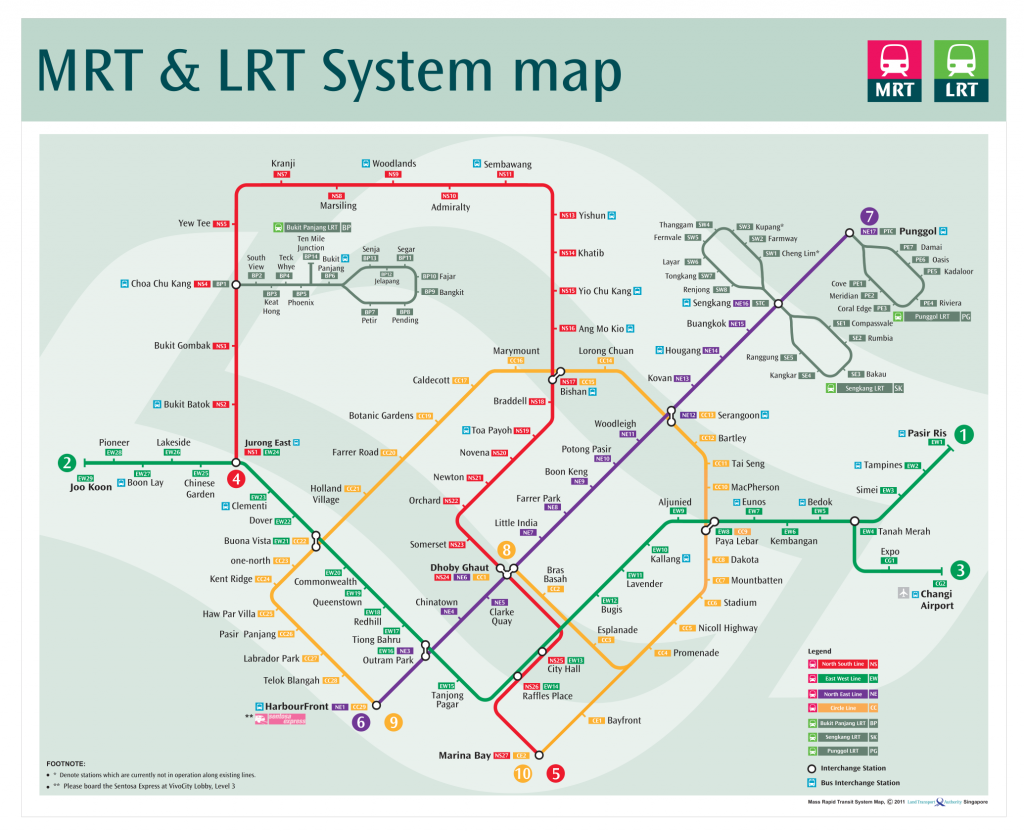 MRT & LRT System map
MRT
LRT
Kranji
NS7
Woodlands
NS9
Sembawang
NS11
NS8
Marsiling
NS10
Admiralty
Yew Tee NS5
Bukit Panjang LRT BP
NS13 Yishun
NS14 Khatib
NS15 Yio Chu Kang
NS16 Ang Mo Kio
Choa Chu Kang NS4 BP1
South View
BP2
BP3
Keat Hong
Teck Whye
BP4
BP5
Phoenix
Ten Mile Junction
BP14
Bukit Panjang
BP6
Senja
BP13
Segar
BP11
BP12
Jelapang
BP10 Fajar
BP9 Bangkit
BP7
Petir
BP8
Pending
Bukit Gombak NS3
Bukit Batok NS2
Jurong East
NS1 EW24
4
2
Pioneer
EW28
Lakeside
EW26
EW29
Joo Koon
EW27
Boon Lay
EW25
Chinese Garden
EW23
Clementi
Dover EW22
Buona Vista EW21 CC22
one-north CC23
Kent Ridge CC24
Haw Par Villa CC25
Pasir Panjang CC26
Labrador Park CC27
Telok Blangah CC28
HarbourFront NE1 CC29
** sentosa express
6
9
Marymount
CC16
Lorong Chuan
CC14
Caldecott CC17
Botanic Gardens CC19
Farrer Road CC20
Holland Village CC21
NS17 CC15
Bishan
Braddell NS18
Toa Payoh NS19
Novena NS20
Newton NS21
Orchard NS22
Somerset NS23
8
Dhoby Ghaut
NS24 NE6 CC1
EW20
Commonwealth
EW19
Queenstown
EW18
Redhill
EW17
Tiong Bahru
EW16 NE3
Outram Park
EW15
Tanjong Pagar
Chinatown
NE4
NE5
Clarke Quay
Bras Basah
CC2
Esplanade
CC3
NS25 EW13
City Hall
NS26 EW14
Raffles Place
Marina Bay NS27 CE2
10
5
CE1 Bayfront
CC4 Promenade
CC5 Nicoll Highway
CC6 Stadium
CC7 Mountbatten
CC8 Dakota
EW8 CC9
Paya Lebar
CC10 MacPherson
CC11 Tai Seng
CC12 Bartley
NE12 CC13 Serangoon
Woodleigh
NE11
Potong Pasir
NE10
Boon Keng
NE9
Farrer Park
NE8
Little India
NE7
Kovan NE13
Hougang NE14
Buangkok NE15
Sengkang NE16 STC
7
NE17 PTC Punggol
Thanggam SW4
Fernvale SW5
Layar SW6
Tongkang SW7
Renjong SW8
SW3 Kupang*
SW2 Farmway
SW1 Cheng Lim*
PE7 Damai
PE6 Oasis
PE5 Kadaloor
PE4 Riviera
Cove PE1
Meridian PE2
Coral Edge PE3
Punggol LRT PG
SE1 Compassvale
SE2 Rumbia
SE3 Bakau
Kangkar SE4
Ranggung SE5
Sengkang LRT SK
Aljunied
EW9
EW10
Kallang
EW11
Lavender
EW12
Bugis
Eunos
EW7
EW6
Kembangan
Bedok
EW5
EW4 Tanah Merah
Simei EW3
Tampines EW2
Pasir Ris
EW1
1
Expo
CG1
CG2
Changi Airport
3
Legend
North South Line NS
East West Line EW
North East Line NE
Circle Line CC
Bukit Panjang LRT BP
Sengkang LRT SK
Punggol LRT PG
Interchange Station
Bus Interchange Station
FOOTNOTE:
* Denote stations which are currently not in operation along existing lines.
** Please board the Sentosa Express at VivoCity Lobby, Level 3
Mass Rapid Transit System Map, © 2011 Land Transport Authority Singapore